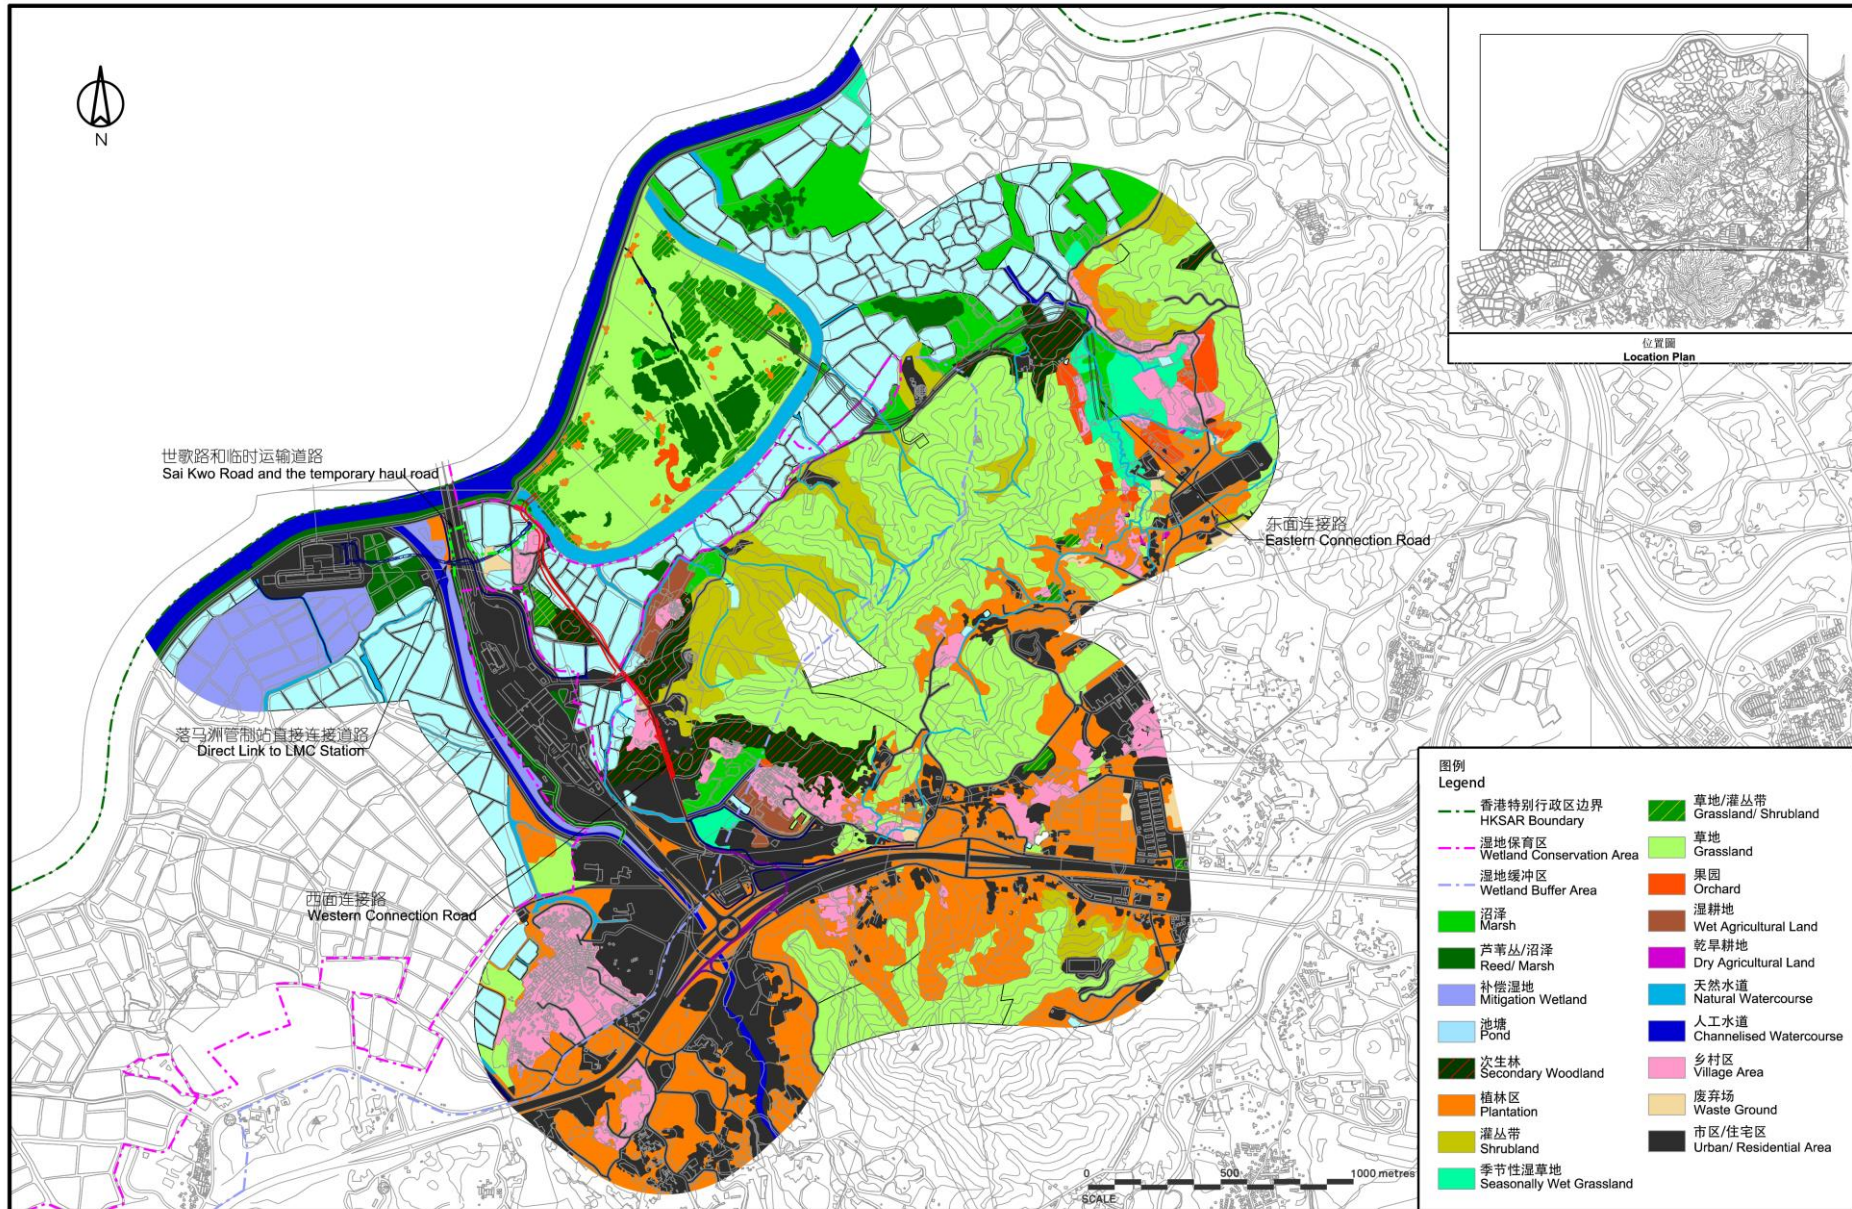 N
位置圖
Location Plan
世歌路和临时运输道路
Sai Kwo Road and the temporary haul road
东面连接路
Eastern Connection Road
落马洲管制站直接连接道路
Direct Link to LMC Station
西面连接路
Western Connection Road
图例
Legend
香港特别行政区边界
HKSAR Boundary
湿地保育区
Wetland Conservation Area
湿地缓冲区
Wetland Buffer Area
沼泽
Marsh
芦苇丛/沼泽
Reed/ Marsh
补偿湿地
Mitigation Wetland
池塘
Pond
次生林
Secondary Woodland
植林区
Plantation
灌丛带
Shrubland
季节性湿草地
Seasonally Wet Grassland
草地/灌丛带
Grassland/ Shrubland
草地
Grassland
果园
Orchard
湿耕地
Wet Agricultural Land
乾旱耕地
Dry Agricultural Land
天然水道
Natural Watercourse
人工水道
Channelised Watercourse
乡村区
Village Area
废弃场
Waste Ground
市区/住宅区
Urban/ Residential Area
0 500 1000 metres
SCALE